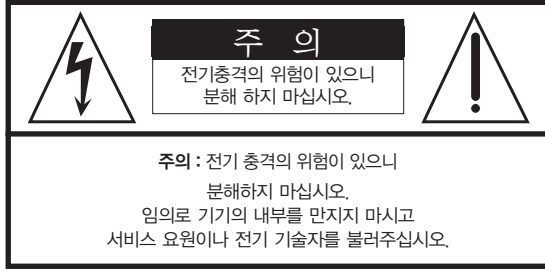 주 의
전기충격의 위험이 있으니
분해 하지 마십시오.
주의 : 전기 충격의 위험이 있으니
분해하지 마십시오.
임의로 기기의 내부를 만지지 마시고
서비스 요원이나 전기 기술자를 불러주십시오.